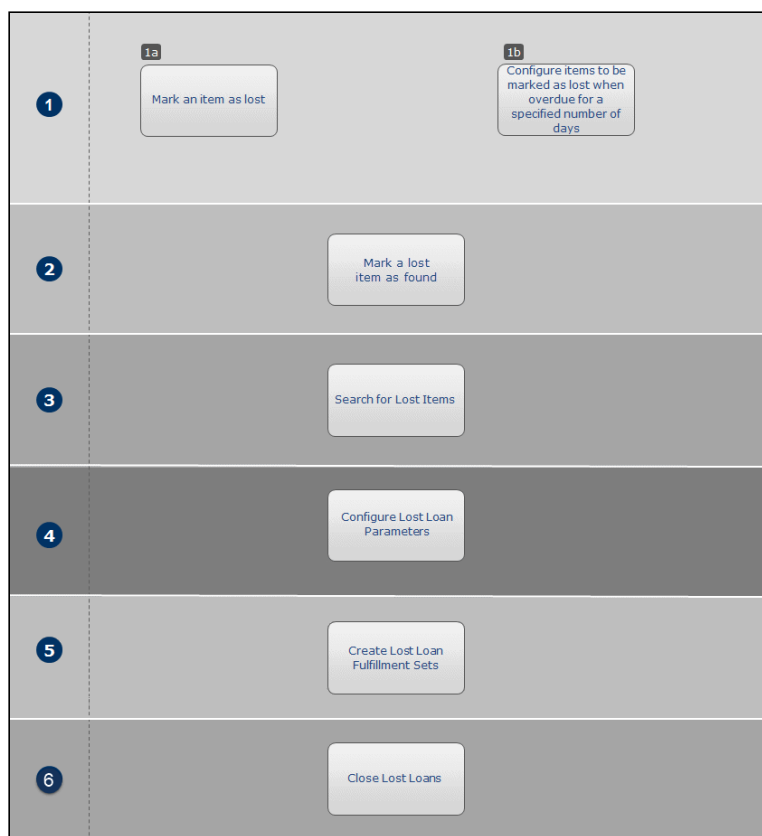 1a
1b
1
Mark an item as lost
Configure items to be
marked as lost when
overdue for a
specified number of
days
2
Mark a lost
item as found
3
Search for Lost Items
4
Configure Lost Loan
Parameters
5
Create Lost Loan
Fulfillment Sets
6
Close Lost Loans